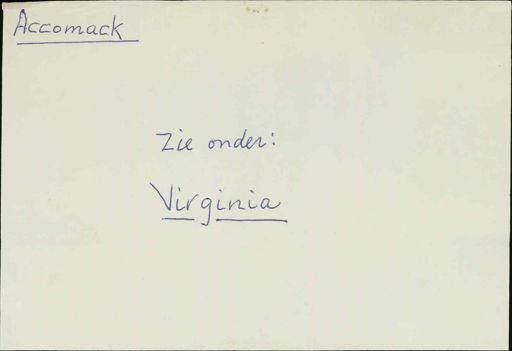 Accomack
Zie onder:
Virginia